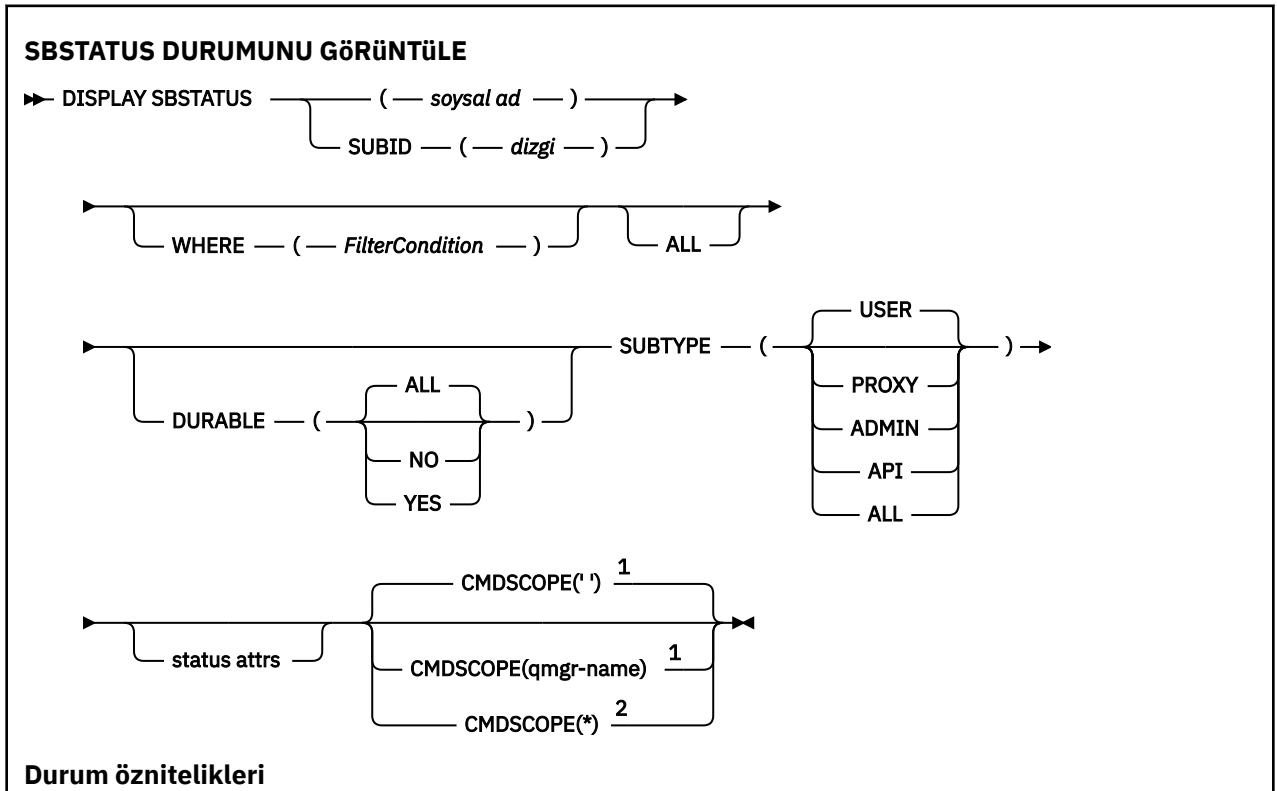 SBSTATUS DURUMUNU GöRüNTüLE
DISPLAY SBSTATUS ( soysal ad )
SUBID ( dizgi )
WHERE ( FilterCondition )
ALL
DURABLE (
ALL
NO
YES
)
SUBTYPE (
USER
PROXY
ADMIN
API
ALL
)
status attrs
CMDSCOPE(' ') 1
CMDSCOPE(qmgr-name) 1
CMDSCOPE(*) 2
Durum öznitelikleri